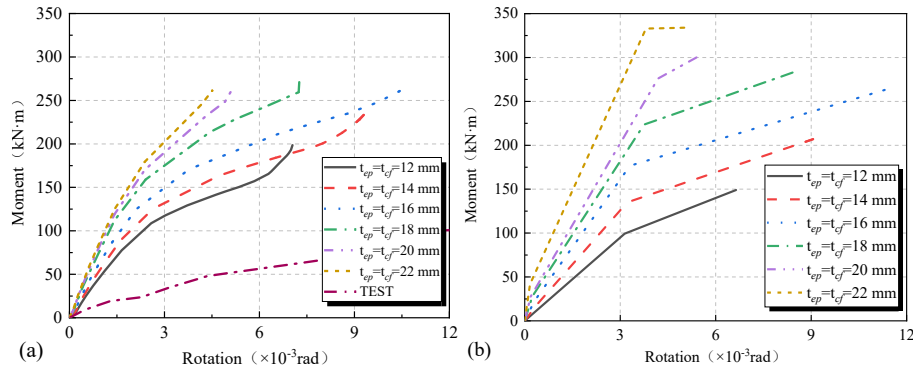 350
300
250
200
150
100
50
0
Moment（kN·m）
0
3
6
9
12
Rotation（×10⁻³rad）
(a)
t_ep=t_cf=12 mm
t_ep=t_cf=14 mm
t_ep=t_cf=16 mm
t_ep=t_cf=18 mm
t_ep=t_cf=20 mm
t_ep=t_cf=22 mm
TEST
350
300
250
200
150
100
50
0
Moment（kN·m）
0
3
6
9
12
Rotation（×10⁻³rad）
(b)
t_ep=t_cf=12 mm
t_ep=t_cf=14 mm
t_ep=t_cf=16 mm
t_ep=t_cf=18 mm
t_ep=t_cf=20 mm
t_ep=t_cf=22 mm